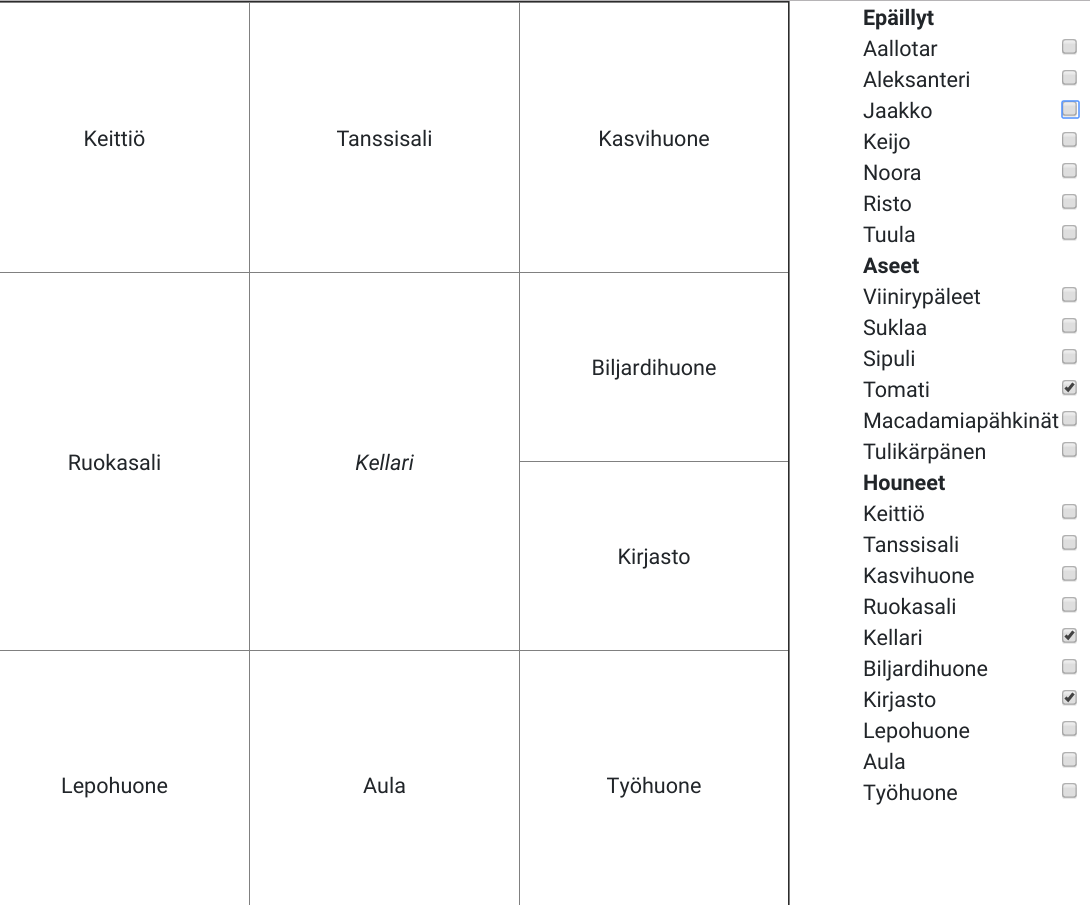 Keittiö
Tanssisali
Kasvihuone
Ruokasali
Kellari
Biljardihuone
Kirjasto
Lepohuone
Aula
Työhuone
Epäillyt
Aallotar
Aleksanteri
Jaakko
Keijo
Noora
Risto
Tuula
Aseet
Viinirypäleet
Suklaa
Sipuli
Tomati
Macadamiapähkinät
Tulikärpänen
Houneet
Keittiö
Tanssisali
Kasvihuone
Ruokasali
Kellari
Biljardihuone
Kirjasto
Lepohuone
Aula
Työhuone